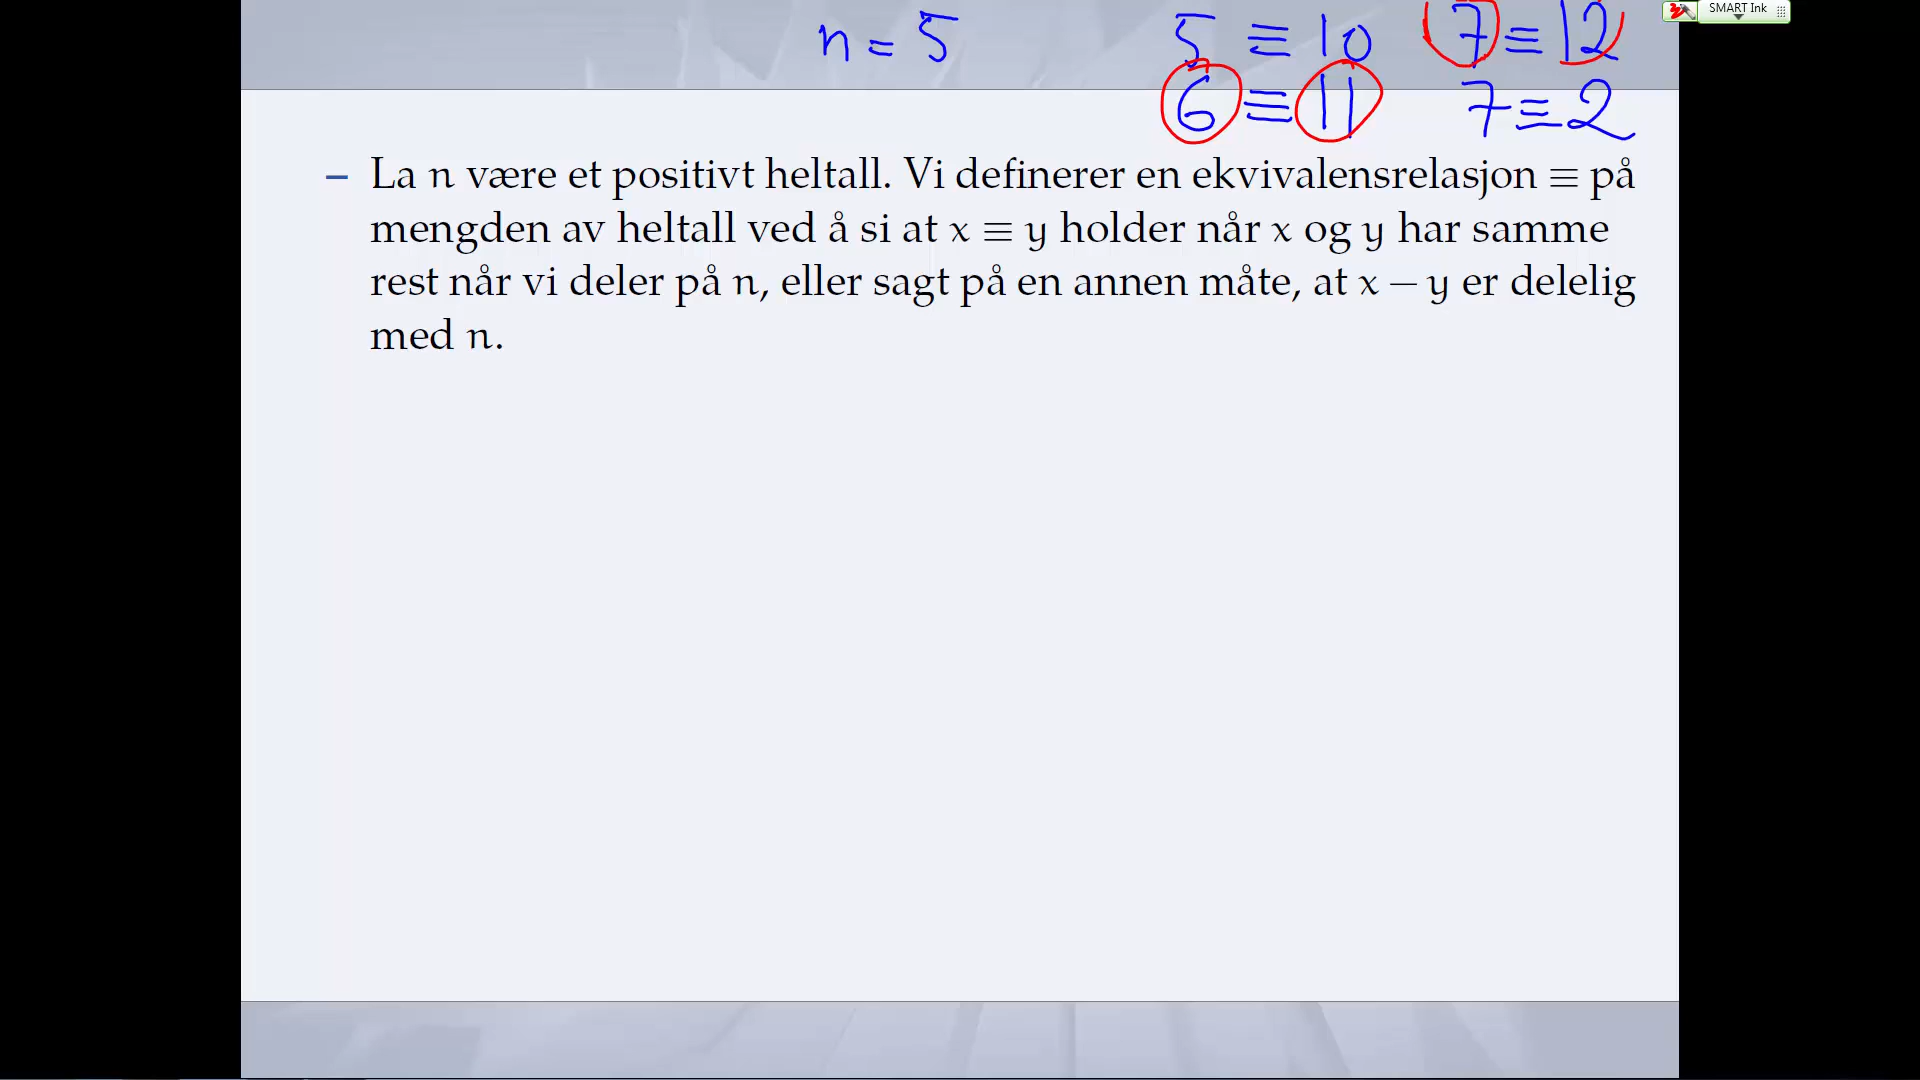 n = 5 5 ≡ 10 7 ≡ 12
6 ≡ 11 7 ≡ 2
SMART Ink
– La n være et positivt heltall. Vi definerer en ekvivalensrelasjon ≡ på
mengden av heltall ved å si at x ≡ y holder når x og y har samme
rest når vi deler på n, eller sagt på en annen måte, at x − y er delelig
med n.